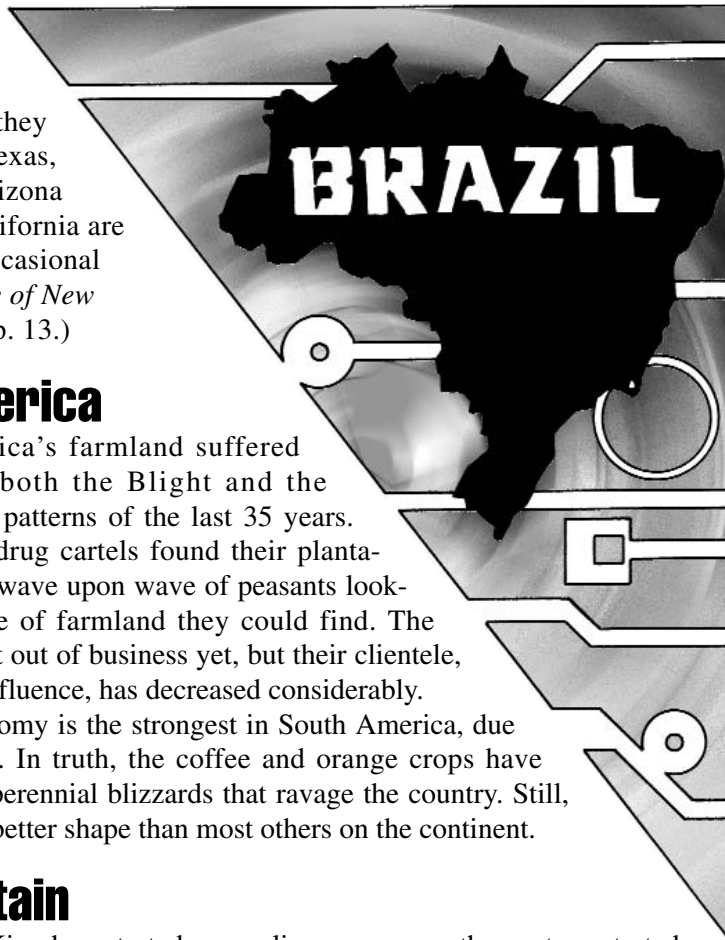 they
exas,
izona
ifornia are
casional
of New
p. 13.)
BRAZIL
erica
ica's farmland suffered
both the Blight and the
patterns of the last 35 years.
drug cartels found their planta-
wave upon wave of peasants look-
e of farmland they could find. The
t out of business yet, but their clientele,
fluence, has decreased considerably.
omy is the strongest in South America, due
. In truth, the coffee and orange crops have
perennial blizzards that ravage the country. Still,
better shape than most others on the continent.
tain